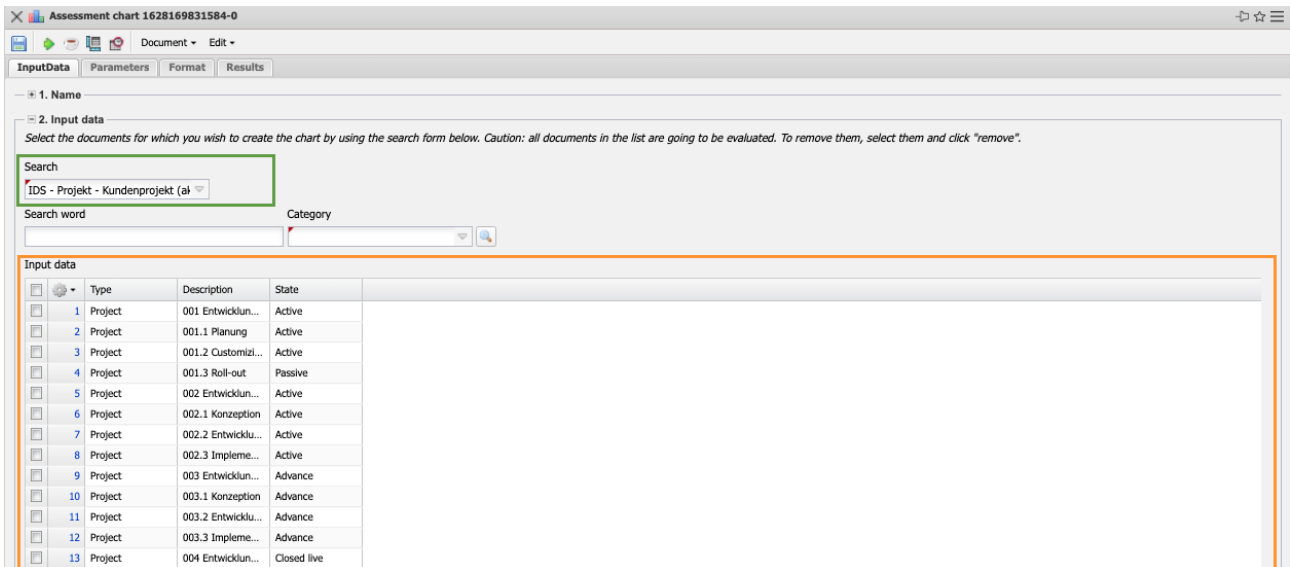 Assessment chart 1628169831584-0
Document Edit
InputData Parameters Format Results
1. Name
2. Input data
Select the documents for which you wish to create the chart by using the search form below. Caution: all documents in the list are going to be evaluated. To remove them, select them and click "remove".
Search
IDS - Projekt - Kundenprojekt (ak
Search word Category
Input data
Type Description State
1 Project 001 Entwicklun... Active
2 Project 001.1 Planung Active
3 Project 001.2 Customizi... Active
4 Project 001.3 Roll-out Passive
5 Project 002 Entwicklun... Active
6 Project 002.1 Konzeption Active
7 Project 002.2 Entwicklu... Active
8 Project 002.3 Impleme... Active
9 Project 003 Entwicklun... Advance
10 Project 003.1 Konzeption Advance
11 Project 003.2 Entwicklu... Advance
12 Project 003.3 Impleme... Advance
13 Project 004 Entwicklun... Closed live